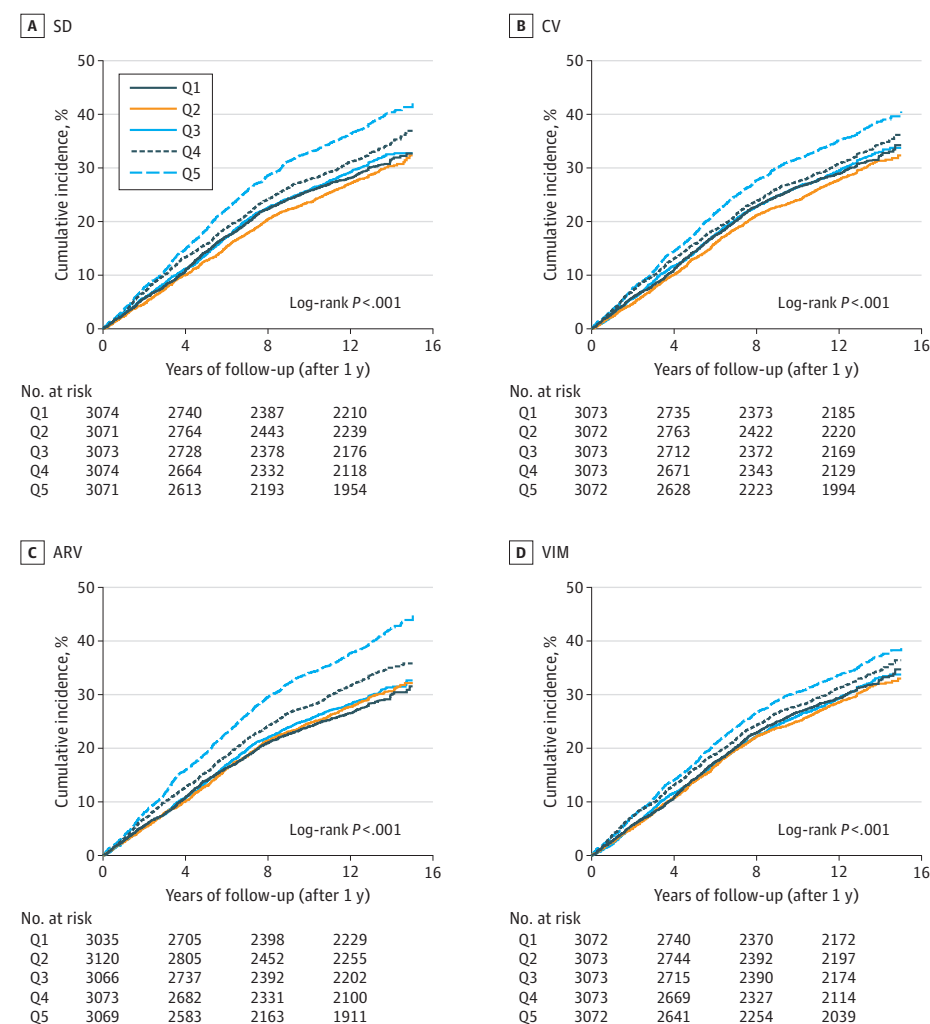 A SD
50
40
30
20
10
0
Cumulative incidence, %
Q1
Q2
Q3
Q4
Q5
Log-rank P<.001
0 4 8 12 16
Years of follow-up (after 1 y)
No. at risk
Q1 3074 2740 2387 2210
Q2 3071 2764 2443 2239
Q3 3073 2728 2378 2176
Q4 3074 2664 2332 2118
Q5 3071 2613 2193 1954
B CV
50
40
30
20
10
0
Cumulative incidence, %
Log-rank P<.001
0 4 8 12 16
Years of follow-up (after 1 y)
No. at risk
Q1 3073 2735 2373 2185
Q2 3072 2763 2422 2220
Q3 3073 2712 2372 2169
Q4 3073 2671 2343 2129
Q5 3072 2628 2223 1994
C ARV
50
40
30
20
10
0
Cumulative incidence, %
Log-rank P<.001
0 4 8 12 16
Years of follow-up (after 1 y)
No. at risk
Q1 3035 2705 2398 2229
Q2 3120 2805 2452 2255
Q3 3066 2737 2392 2202
Q4 3073 2682 2331 2100
Q5 3069 2583 2163 1911
D VIM
50
40
30
20
10
0
Cumulative incidence, %
Log-rank P<.001
0 4 8 12 16
Years of follow-up (after 1 y)
No. at risk
Q1 3072 2740 2370 2172
Q2 3073 2744 2392 2197
Q3 3073 2715 2390 2174
Q4 3073 2669 2327 2114
Q5 3072 2641 2254 2039